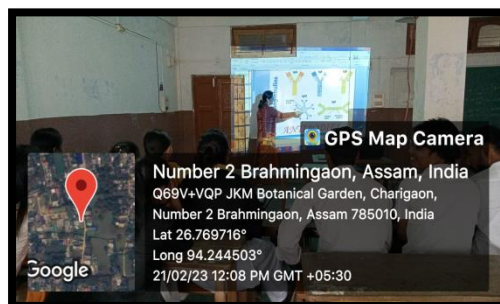 GPS Map Camera
Number 2 Brahmingaon, Assam, India
Q69V+VQP JKM Botanical Garden, Charigaon,
Number 2 Brahmingaon, Assam 785010, India
Lat 26.769716°
Long 94.244503°
21/02/23 12:08 PM GMT +05:30
Google